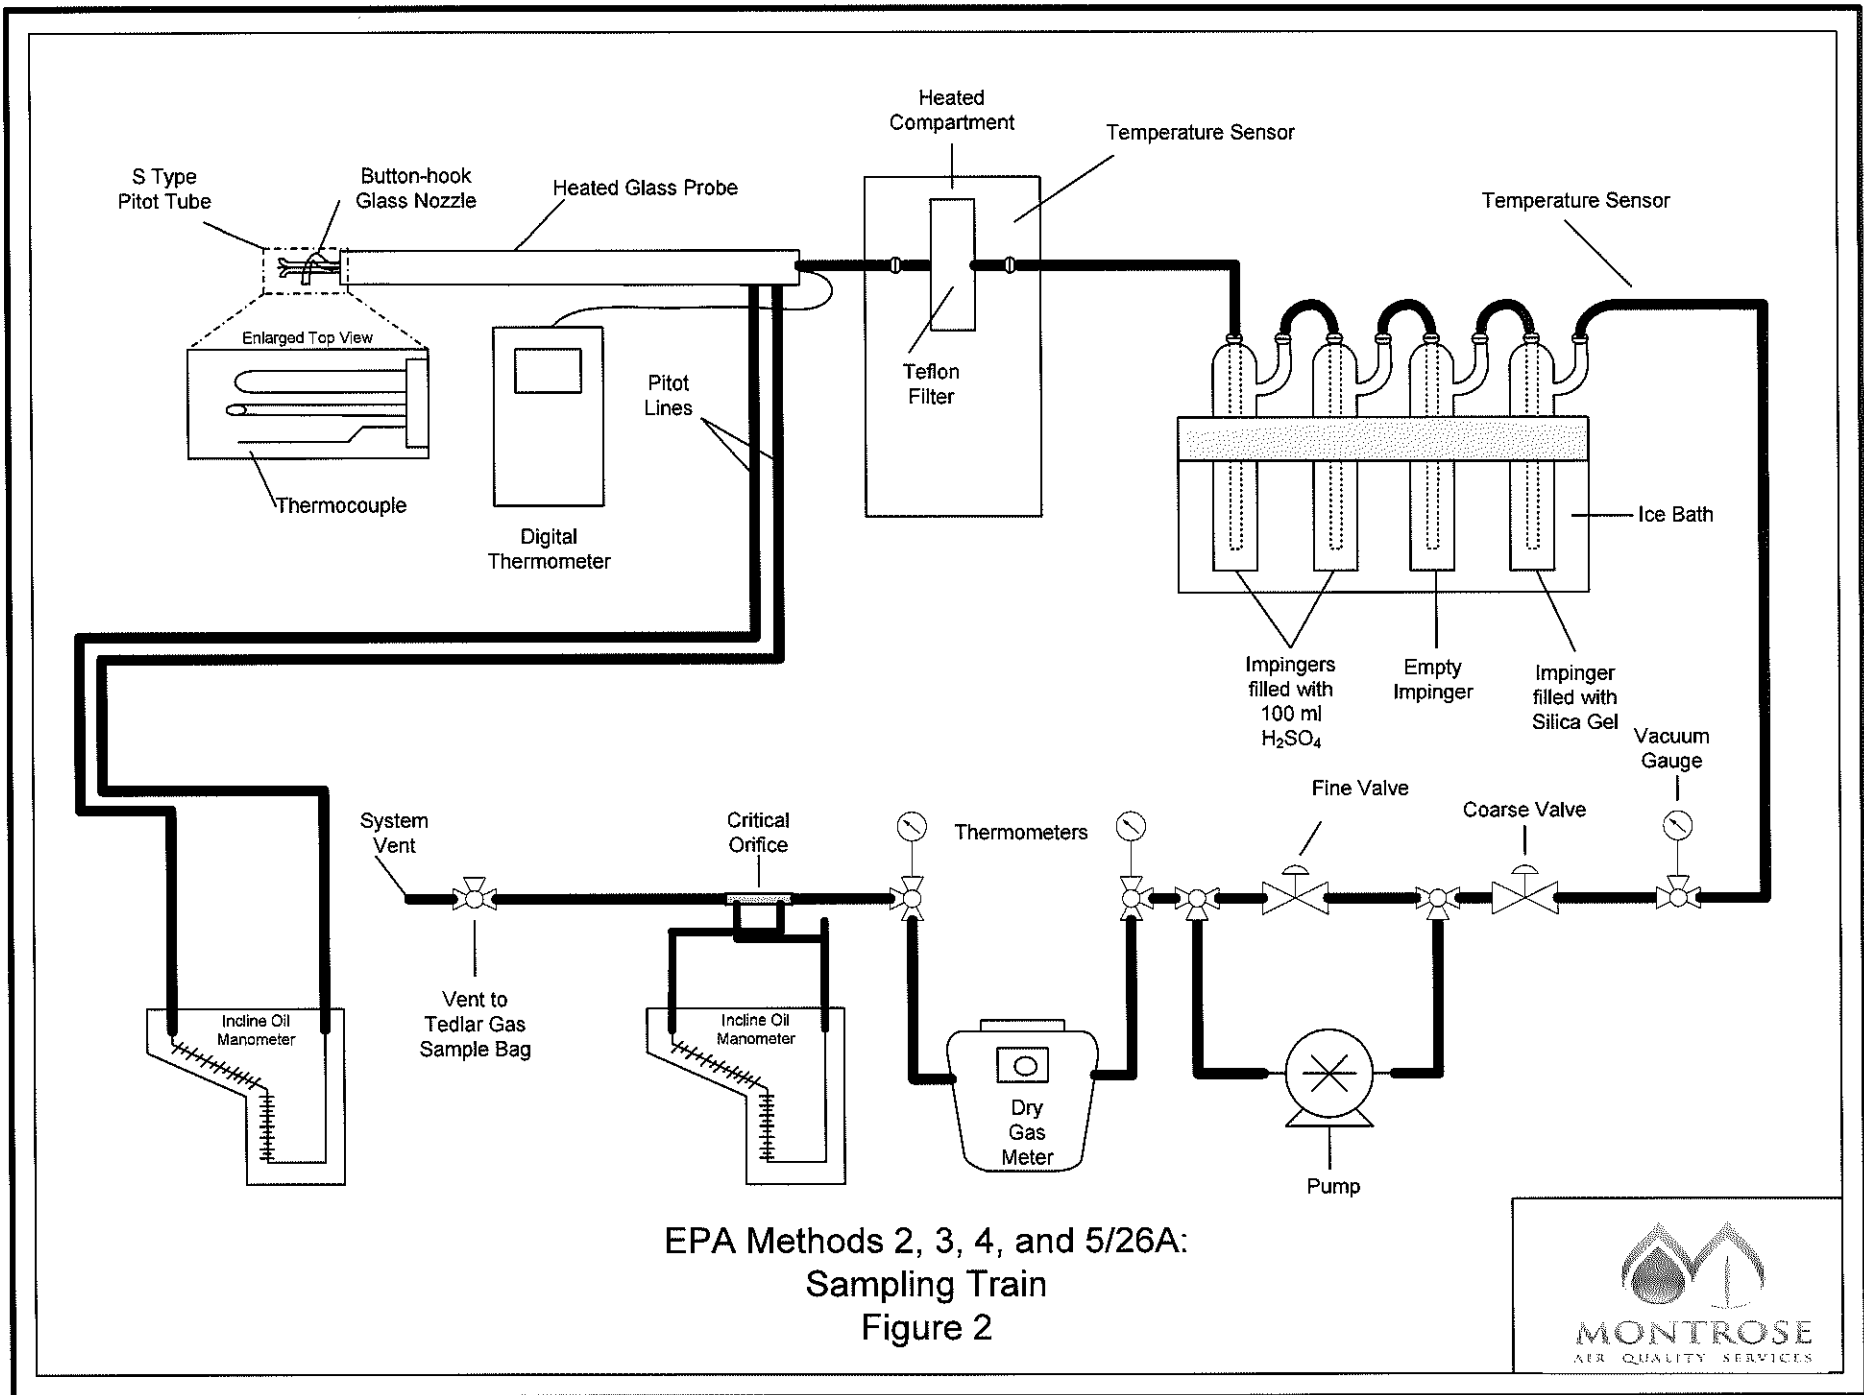 Heated
Compartment
Temperature Sensor
S Type
Pitot Tube
Button-hook
Glass Nozzle
Heated Glass Probe
Temperature Sensor
Enlarged Top View
Pitot
Lines
Teflon
Filter
Thermocouple
Digital
Thermometer
Ice Bath
Impingers
filled with
100 ml
H₂SO₄
Empty
Impinger
Impinger
filled with
Silica Gel
Vacuum
Gauge
Fine Valve
Coarse Valve
System
Vent
Critical
Orifice
Thermometers
Vent to
Tedlar Gas
Sample Bag
Incline Oil
Manometer
Incline Oil
Manometer
Dry
Gas
Meter
Pump
EPA Methods 2, 3, 4, and 5/26A:
Sampling Train
Figure 2
MONTROSE
AIR QUALITY SERVICES